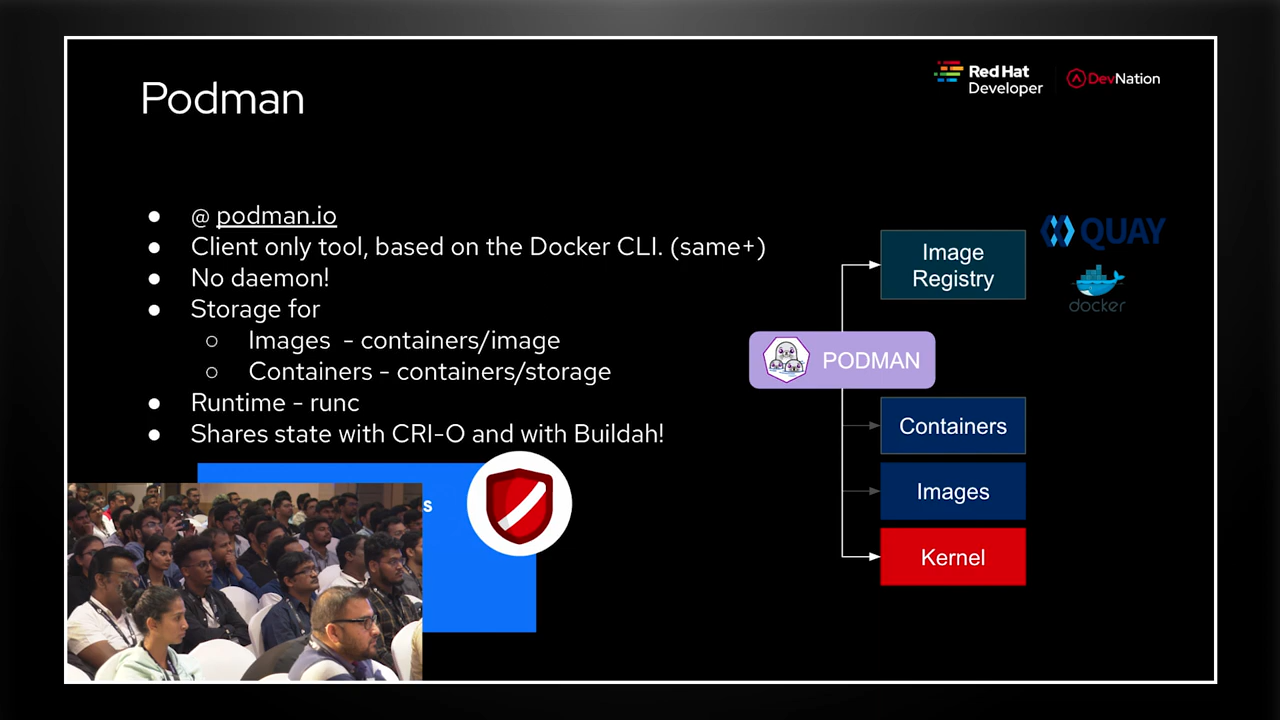 Podman
Red Hat
Developer
DevNation
@ podman.io
Client only tool, based on the Docker CLI. (same+)
No daemon!
Storage for
Images - containers/image
Containers - containers/storage
Runtime - runc
Shares state with CRI-O and with Buildah!
s
Image
Registry
QUAY
docker
PODMAN
Containers
Images
Kernel